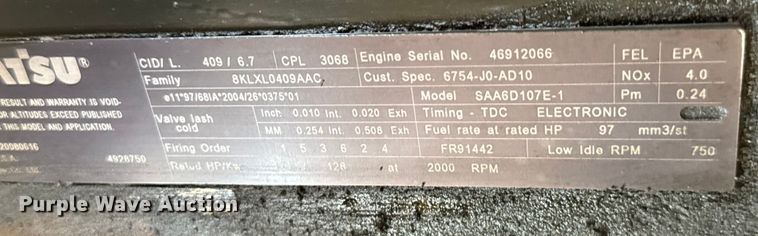 ATSU®
CID/ L. 409 / 6.7 CPL 3068 Engine Serial No. 46912066 FEL EPA
Family 8KLXL0409AAC Cust. Spec. 6754-J0-AD10 NOx 4.0
e11*97/68IA*2004/26*0375*01 Model SAA6D107E-1 Pm 0.24
RESULT AND WARRANTY IS VOID-
OR ALTITUDES EXCEED PUBLISHED
THIS MODEL AND APPLICATION.
Valve lash cold Inch 0.010 Int 0.020 Exh Timing - TDC ELECTRONIC
MM 0.254 Int 0.508 Exh Fuel rate at rated HP 97 mm3/st
20080616
Firing Order 1 5 3 6 2 4 FR91442 Low Idle RPM 750
S.A. 4928750
Rated HP/Kw 128 at 2000 RPM
Purple Wave Auction